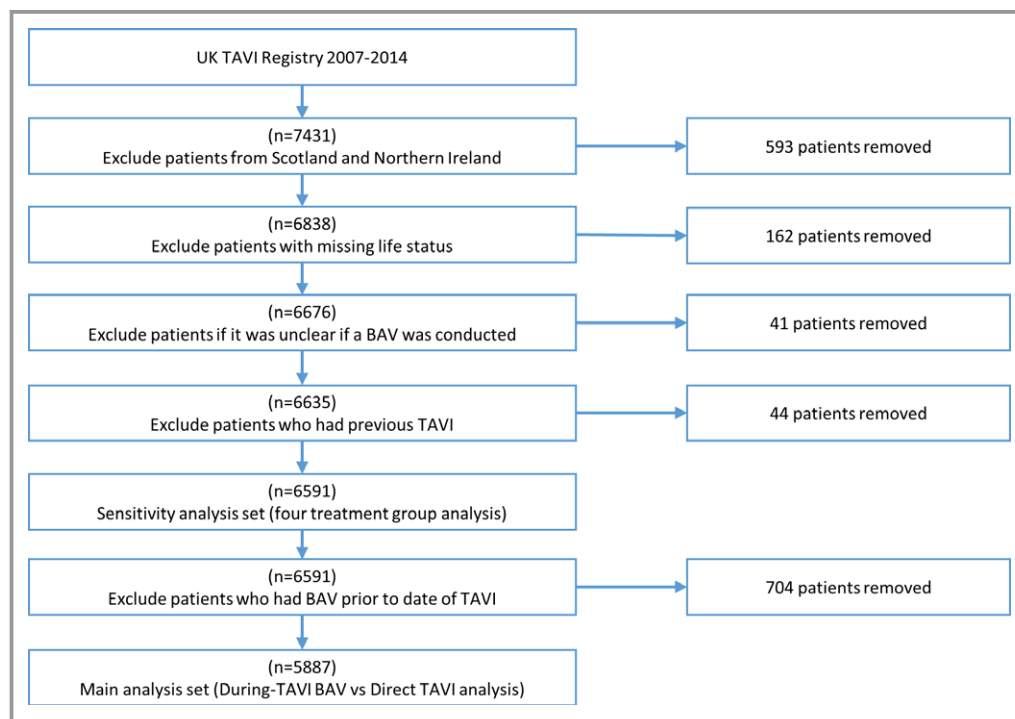 UK TAVI Registry 2007-2014
(n=7431)
Exclude patients from Scotland and Northern Ireland
593 patients removed
(n=6838)
Exclude patients with missing life status
162 patients removed
(n=6676)
Exclude patients if it was unclear if a BAV was conducted
41 patients removed
(n=6635)
Exclude patients who had previous TAVI
44 patients removed
(n=6591)
Sensitivity analysis set (four treatment group analysis)
(n=6591)
Exclude patients who had BAV prior to date of TAVI
704 patients removed
(n=5887)
Main analysis set (During-TAVI BAV vs Direct TAVI analysis)